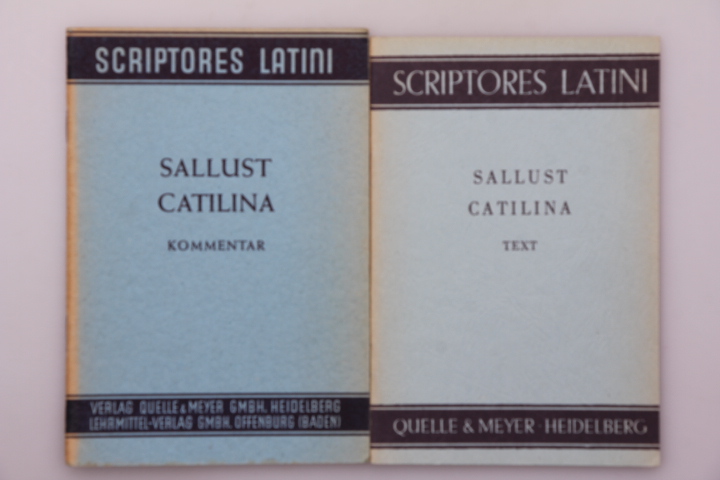 SCRIPTORES LATINI
SALLUST
CATILINA
KOMMENTAR
VERLAG QUELLE & MEYER GMBH. HEIDELBERG
LEHRMITTEL-VERLAG GMBH. OFFENBURG (BADEN)
SCRIPTORES LATINI
SALLUST
CATILINA
TEXT
QUELLE & MEYER · HEIDELBERG